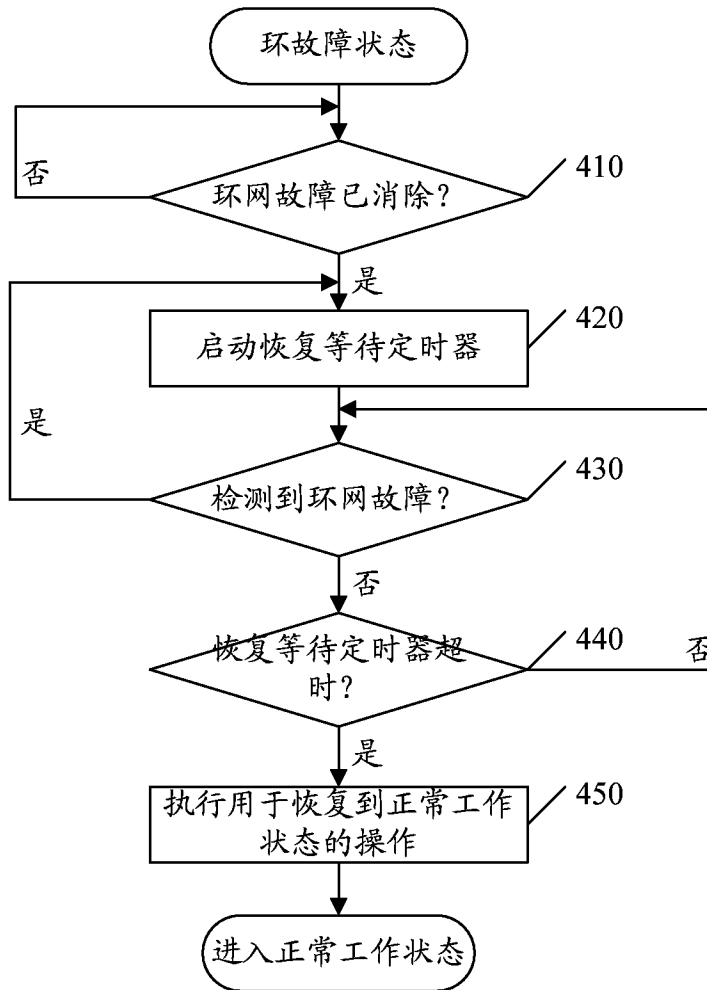 环故障状态
否
410
环网故障已消除?
是
420
启动恢复等待定时器
是
430
检测到环网故障?
否
440
恢复等待定时器超
时?
否
是
450
执行用于恢复到正常工作
状态的操作
进入正常工作状态